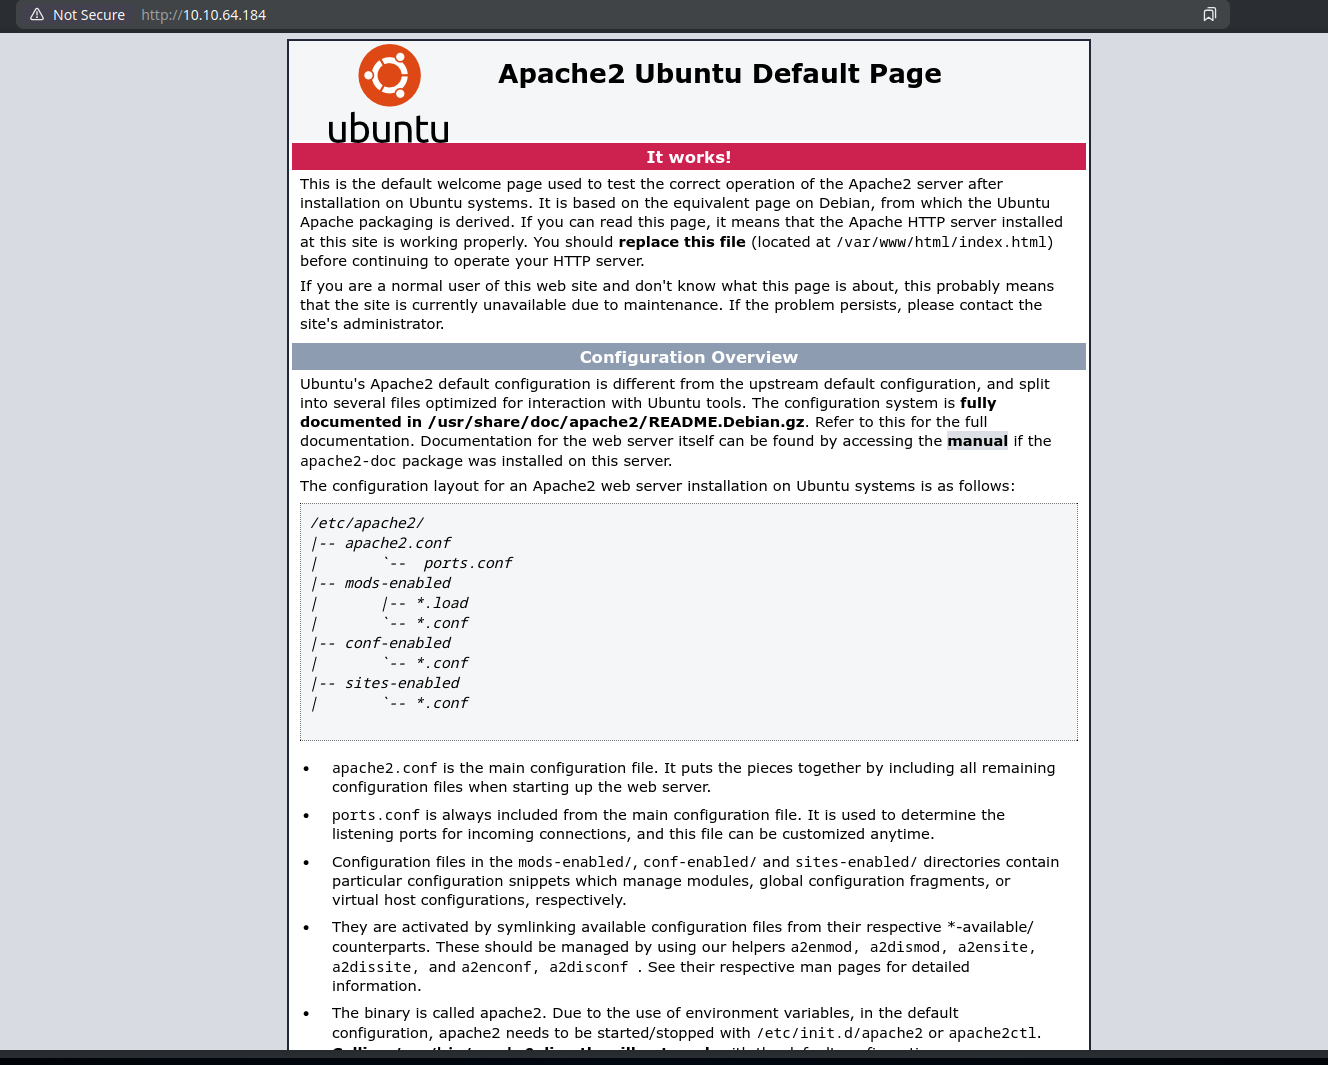 Not Secure http://10.10.64.184
Apache2 Ubuntu Default Page
ubuntu
It works!
This is the default welcome page used to test the correct operation of the Apache2 server after
installation on Ubuntu systems. It is based on the equivalent page on Debian, from which the Ubuntu
Apache packaging is derived. If you can read this page, it means that the Apache HTTP server installed
at this site is working properly. You should replace this file (located at /var/www/html/index.html)
before continuing to operate your HTTP server.
If you are a normal user of this web site and don't know what this page is about, this probably means
that the site is currently unavailable due to maintenance. If the problem persists, please contact the
site's administrator.
Configuration Overview
Ubuntu's Apache2 default configuration is different from the upstream default configuration, and split
into several files optimized for interaction with Ubuntu tools. The configuration system is fully
documented in /usr/share/doc/apache2/README.Debian.gz. Refer to this for the full
documentation. Documentation for the web server itself can be found by accessing the manual if the
apache2-doc package was installed on this server.
The configuration layout for an Apache2 web server installation on Ubuntu systems is as follows:
/etc/apache2/
|-- apache2.conf
|       `--  ports.conf
|-- mods-enabled
|       |-- *.load
|       `-- *.conf
|-- conf-enabled
|       `-- *.conf
|-- sites-enabled
|       `-- *.conf
• apache2.conf is the main configuration file. It puts the pieces together by including all remaining
configuration files when starting up the web server.
• ports.conf is always included from the main configuration file. It is used to determine the
listening ports for incoming connections, and this file can be customized anytime.
• Configuration files in the mods-enabled/, conf-enabled/ and sites-enabled/ directories contain
particular configuration snippets which manage modules, global configuration fragments, or
virtual host configurations, respectively.
• They are activated by symlinking available configuration files from their respective *-available/
counterparts. These should be managed by using our helpers a2enmod, a2dismod, a2ensite,
a2dissite, and a2enconf, a2disconf . See their respective man pages for detailed
information.
• The binary is called apache2. Due to the use of environment variables, in the default
configuration, apache2 needs to be started/stopped with /etc/init.d/apache2 or apache2ctl.